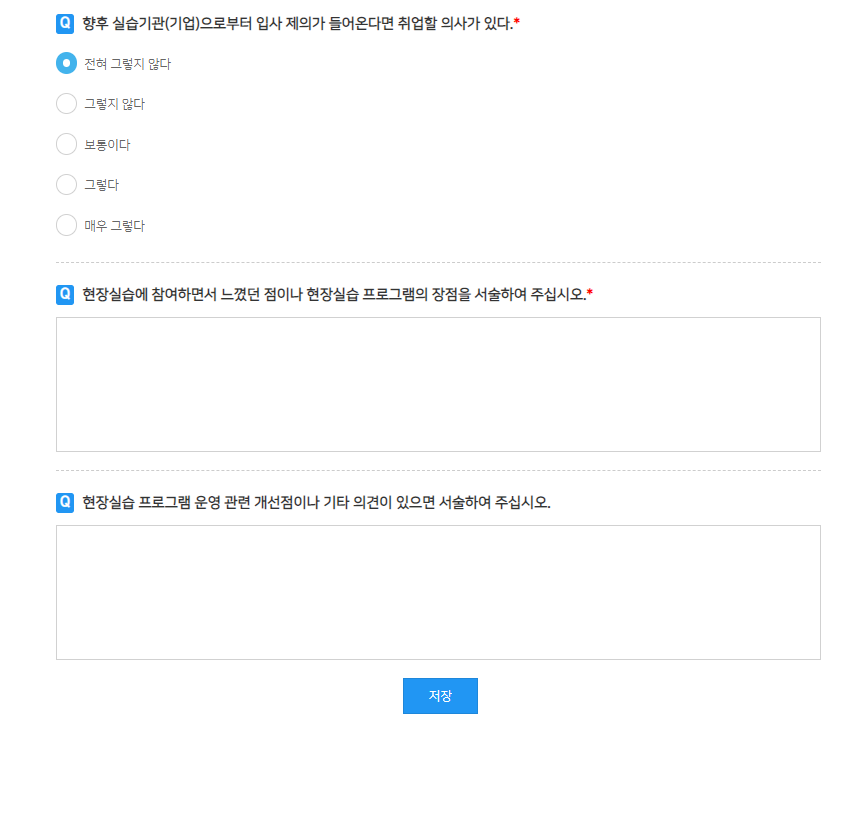 Q 향후 실습기관(기업)으로부터 입사 제의가 들어온다면 취업할 의사가 있다.*
전혀 그렇지 않다
그렇지 않다
보통이다
그렇다
매우 그렇다
Q 현장실습에 참여하면서 느꼈던 점이나 현장실습 프로그램의 장점을 서술하여 주십시오.*
Q 현장실습 프로그램 운영 관련 개선점이나 기타 의견이 있으면 서술하여 주십시오.
저장